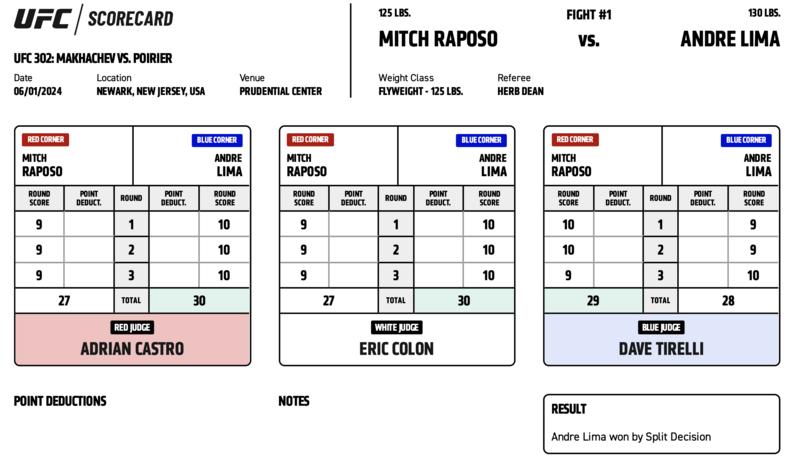 UFC / SCORECARD
UFC 302: MAKHACHEV VS. POIRIER
Date Location Venue
06/01/2024 NEWARK, NEW JERSEY, USA PRUDENTIAL CENTER
125 LBS. FIGHT #1 130 LBS.
MITCH RAPOSO VS. ANDRE LIMA
Weight Class Referee
FLYWEIGHT - 125 LBS. HERB DEAN
RED CORNER BLUE CORNER
MITCH RAPOSO ANDRE LIMA
ROUND SCORE POINT DEDUCT. ROUND POINT DEDUCT. ROUND SCORE
9 1 10
9 2 10
9 3 10
27 TOTAL 30
RED JUDGE
ADRIAN CASTRO
RED CORNER BLUE CORNER
MITCH RAPOSO ANDRE LIMA
ROUND SCORE POINT DEDUCT. ROUND POINT DEDUCT. ROUND SCORE
9 1 10
9 2 10
9 3 10
27 TOTAL 30
WHITE JUDGE
ERIC COLON
RED CORNER BLUE CORNER
MITCH RAPOSO ANDRE LIMA
ROUND SCORE POINT DEDUCT. ROUND POINT DEDUCT. ROUND SCORE
10 1 9
10 2 9
9 3 10
29 TOTAL 28
BLUE JUDGE
DAVE TIRELLI
POINT DEDUCTIONS
NOTES
RESULT
Andre Lima won by Split Decision